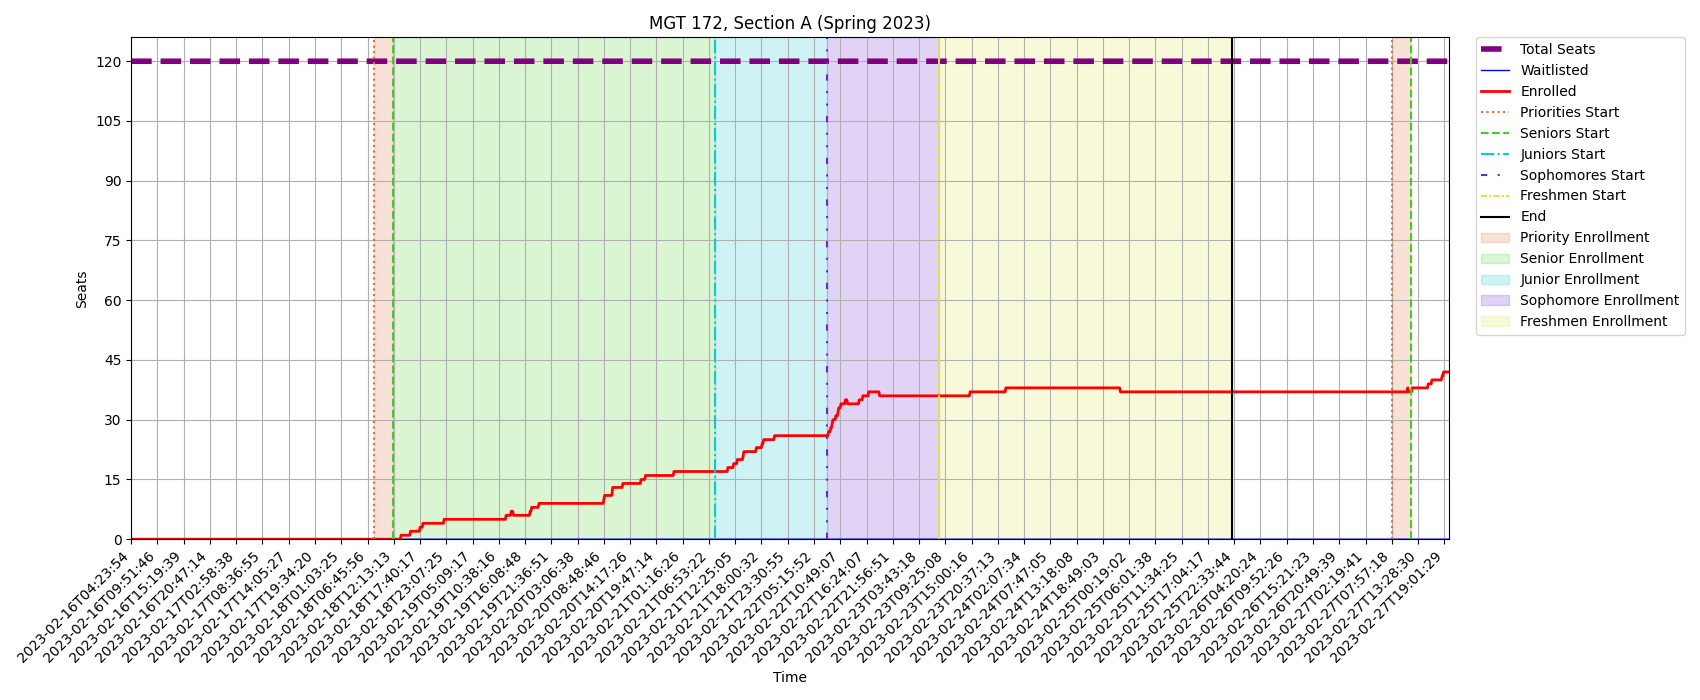 MGT 172, Section A (Spring 2023)
Seats
120
105
90
75
60
45
30
15
0
2023-02-16T04:23:54
2023-02-16T09:51:46
2023-02-16T15:19:39
2023-02-16T20:47:14
2023-02-17T02:58:38
2023-02-17T08:36:55
2023-02-17T14:05:27
2023-02-17T19:34:20
2023-02-18T01:03:25
2023-02-18T06:45:56
2023-02-18T12:13:13
2023-02-18T17:40:17
2023-02-18T23:07:25
2023-02-19T05:09:17
2023-02-19T10:38:16
2023-02-19T16:08:48
2023-02-19T21:36:51
2023-02-20T03:06:38
2023-02-20T08:48:46
2023-02-20T14:17:26
2023-02-20T19:47:14
2023-02-21T01:16:26
2023-02-21T06:53:22
2023-02-21T12:25:05
2023-02-21T18:00:32
2023-02-21T23:30:55
2023-02-22T05:15:52
2023-02-22T10:49:07
2023-02-22T16:24:07
2023-02-22T21:56:51
2023-02-23T03:43:18
2023-02-23T09:25:08
2023-02-23T15:00:16
2023-02-23T20:37:13
2023-02-24T02:07:34
2023-02-24T07:47:05
2023-02-24T13:18:08
2023-02-24T18:49:03
2023-02-25T00:19:02
2023-02-25T06:01:38
2023-02-25T11:34:25
2023-02-25T17:04:17
2023-02-25T22:33:44
2023-02-26T04:20:24
2023-02-26T09:52:26
2023-02-26T15:21:23
2023-02-26T20:49:39
2023-02-27T02:19:41
2023-02-27T07:57:18
2023-02-27T13:28:30
2023-02-27T19:01:29
Time
Total Seats
Waitlisted
Enrolled
Priorities Start
Seniors Start
Juniors Start
Sophomores Start
Freshmen Start
End
Priority Enrollment
Senior Enrollment
Junior Enrollment
Sophomore Enrollment
Freshmen Enrollment